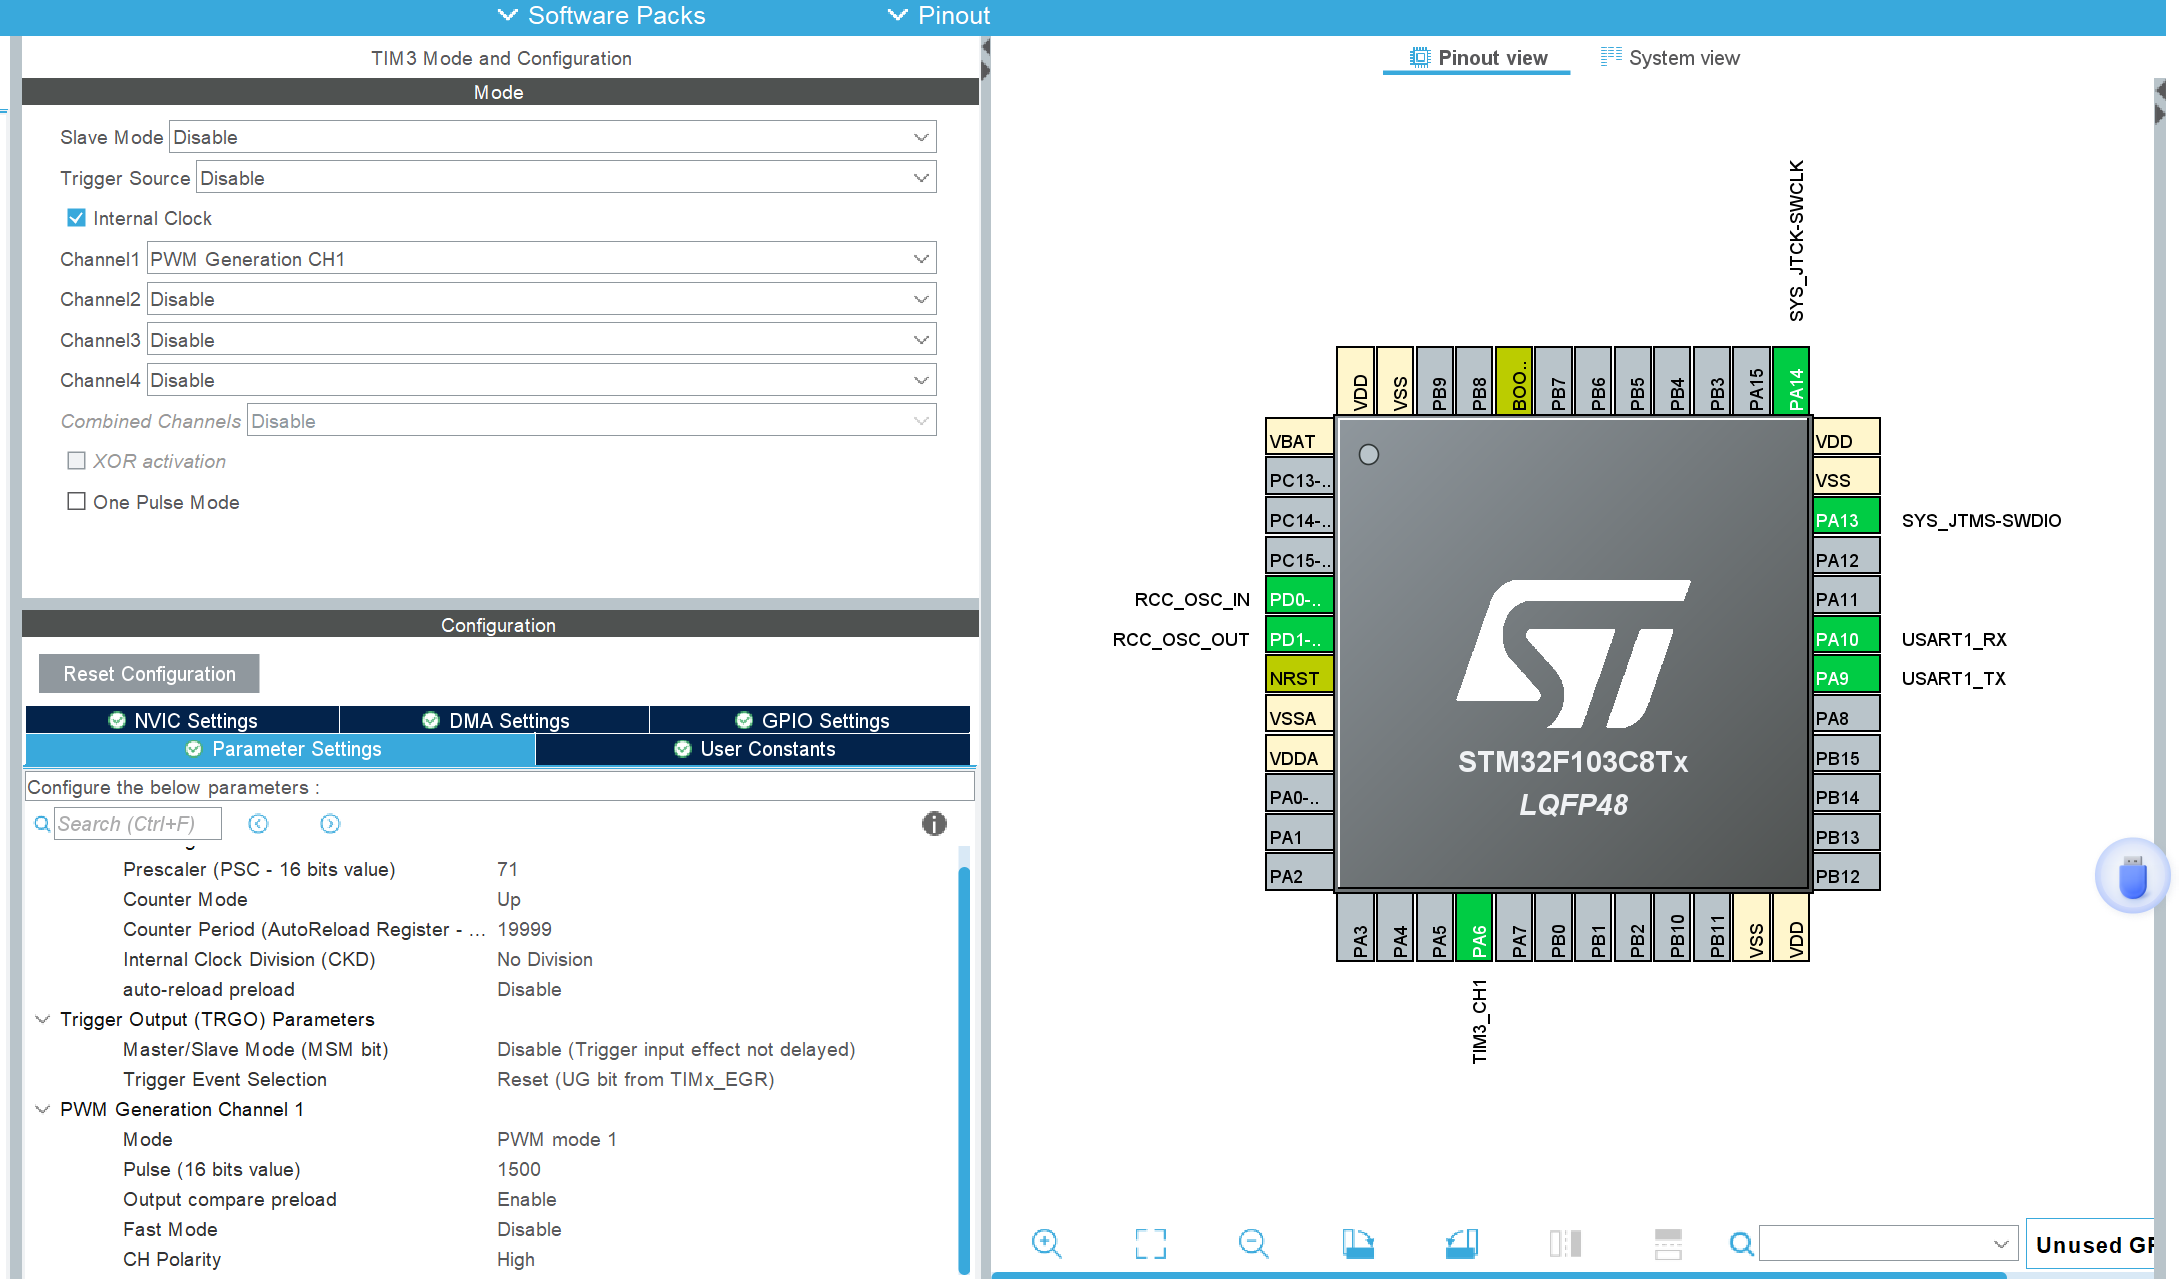 Software Packs
Pinout
TIM3 Mode and Configuration
Mode
Slave Mode Disable
Trigger Source Disable
Internal Clock
Channel1 PWM Generation CH1
Channel2 Disable
Channel3 Disable
Channel4 Disable
Combined Channels Disable
XOR activation
One Pulse Mode
Configuration
Reset Configuration
NVIC Settings
DMA Settings
GPIO Settings
Parameter Settings
User Constants
Configure the below parameters :
Search (Ctrl+F)
Prescaler (PSC - 16 bits value) 71
Counter Mode Up
Counter Period (AutoReload Register - ... 19999
Internal Clock Division (CKD) No Division
auto-reload preload Disable
Trigger Output (TRGO) Parameters
Master/Slave Mode (MSM bit) Disable (Trigger input effect not delayed)
Trigger Event Selection Reset (UG bit from TIMx_EGR)
PWM Generation Channel 1
Mode PWM mode 1
Pulse (16 bits value) 1500
Output compare preload Enable
Fast Mode Disable
CH Polarity High
Pinout view
System view
SYS_JTCK-SWCLK
VDD
VSS
PB9
PB8
BOO..
PB7
PB6
PB5
PB4
PB3
PA15
PA14
VBAT
PC13-..
PC14-..
PC15-..
RCC_OSC_IN PD0-..
RCC_OSC_OUT PD1-..
NRST
VSSA
VDDA
PA0-..
PA1
PA2
ST
STM32F103C8Tx
LQFP48
VDD
VSS
PA13 SYS_JTMS-SWDIO
PA12
PA11
PA10 USART1_RX
PA9 USART1_TX
PA8
PB15
PB14
PB13
PB12
PA3
PA4
PA5
PA6
PA7
PB0
PB1
PB2
PB10
PB11
VSS
VDD
TIM3_CH1
Unused GP